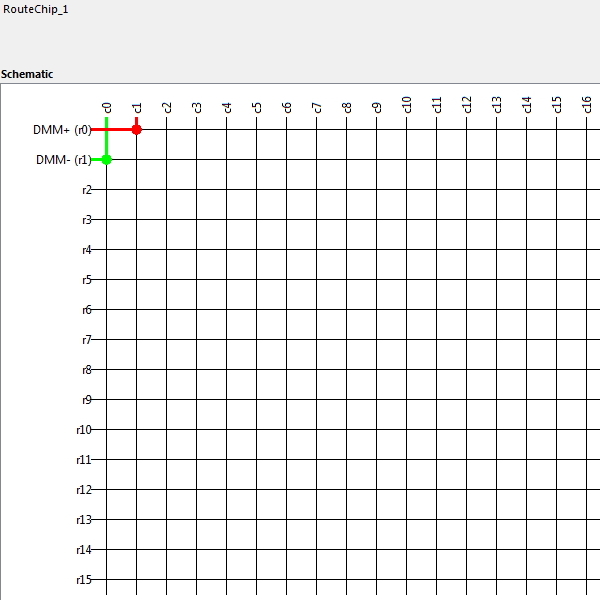 RouteChip_1
Schematic
c0 c1 c2 c3 c4 c5 c6 c7 c8 c9 c10 c11 c12 c13 c14 c15 c16
DMM+ (r0)
DMM- (r1)
r2
r3
r4
r5
r6
r7
r8
r9
r10
r11
r12
r13
r14
r15